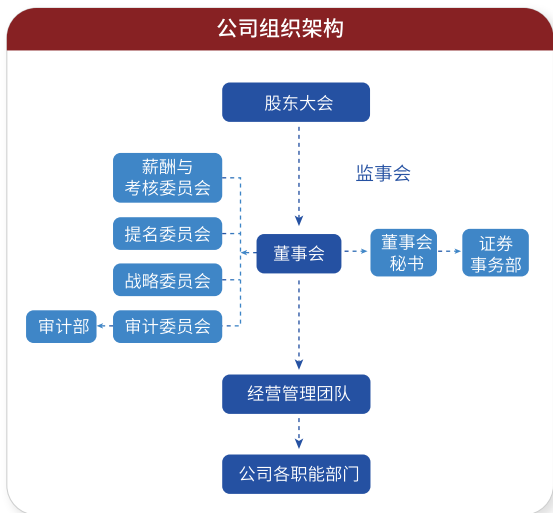 公司组织架构
股东大会
薪酬与
考核委员会
监事会
提名委员会
董事会
董事会
秘书
证券
事务部
战略委员会
审计部
审计委员会
经营管理团队
公司各职能部门